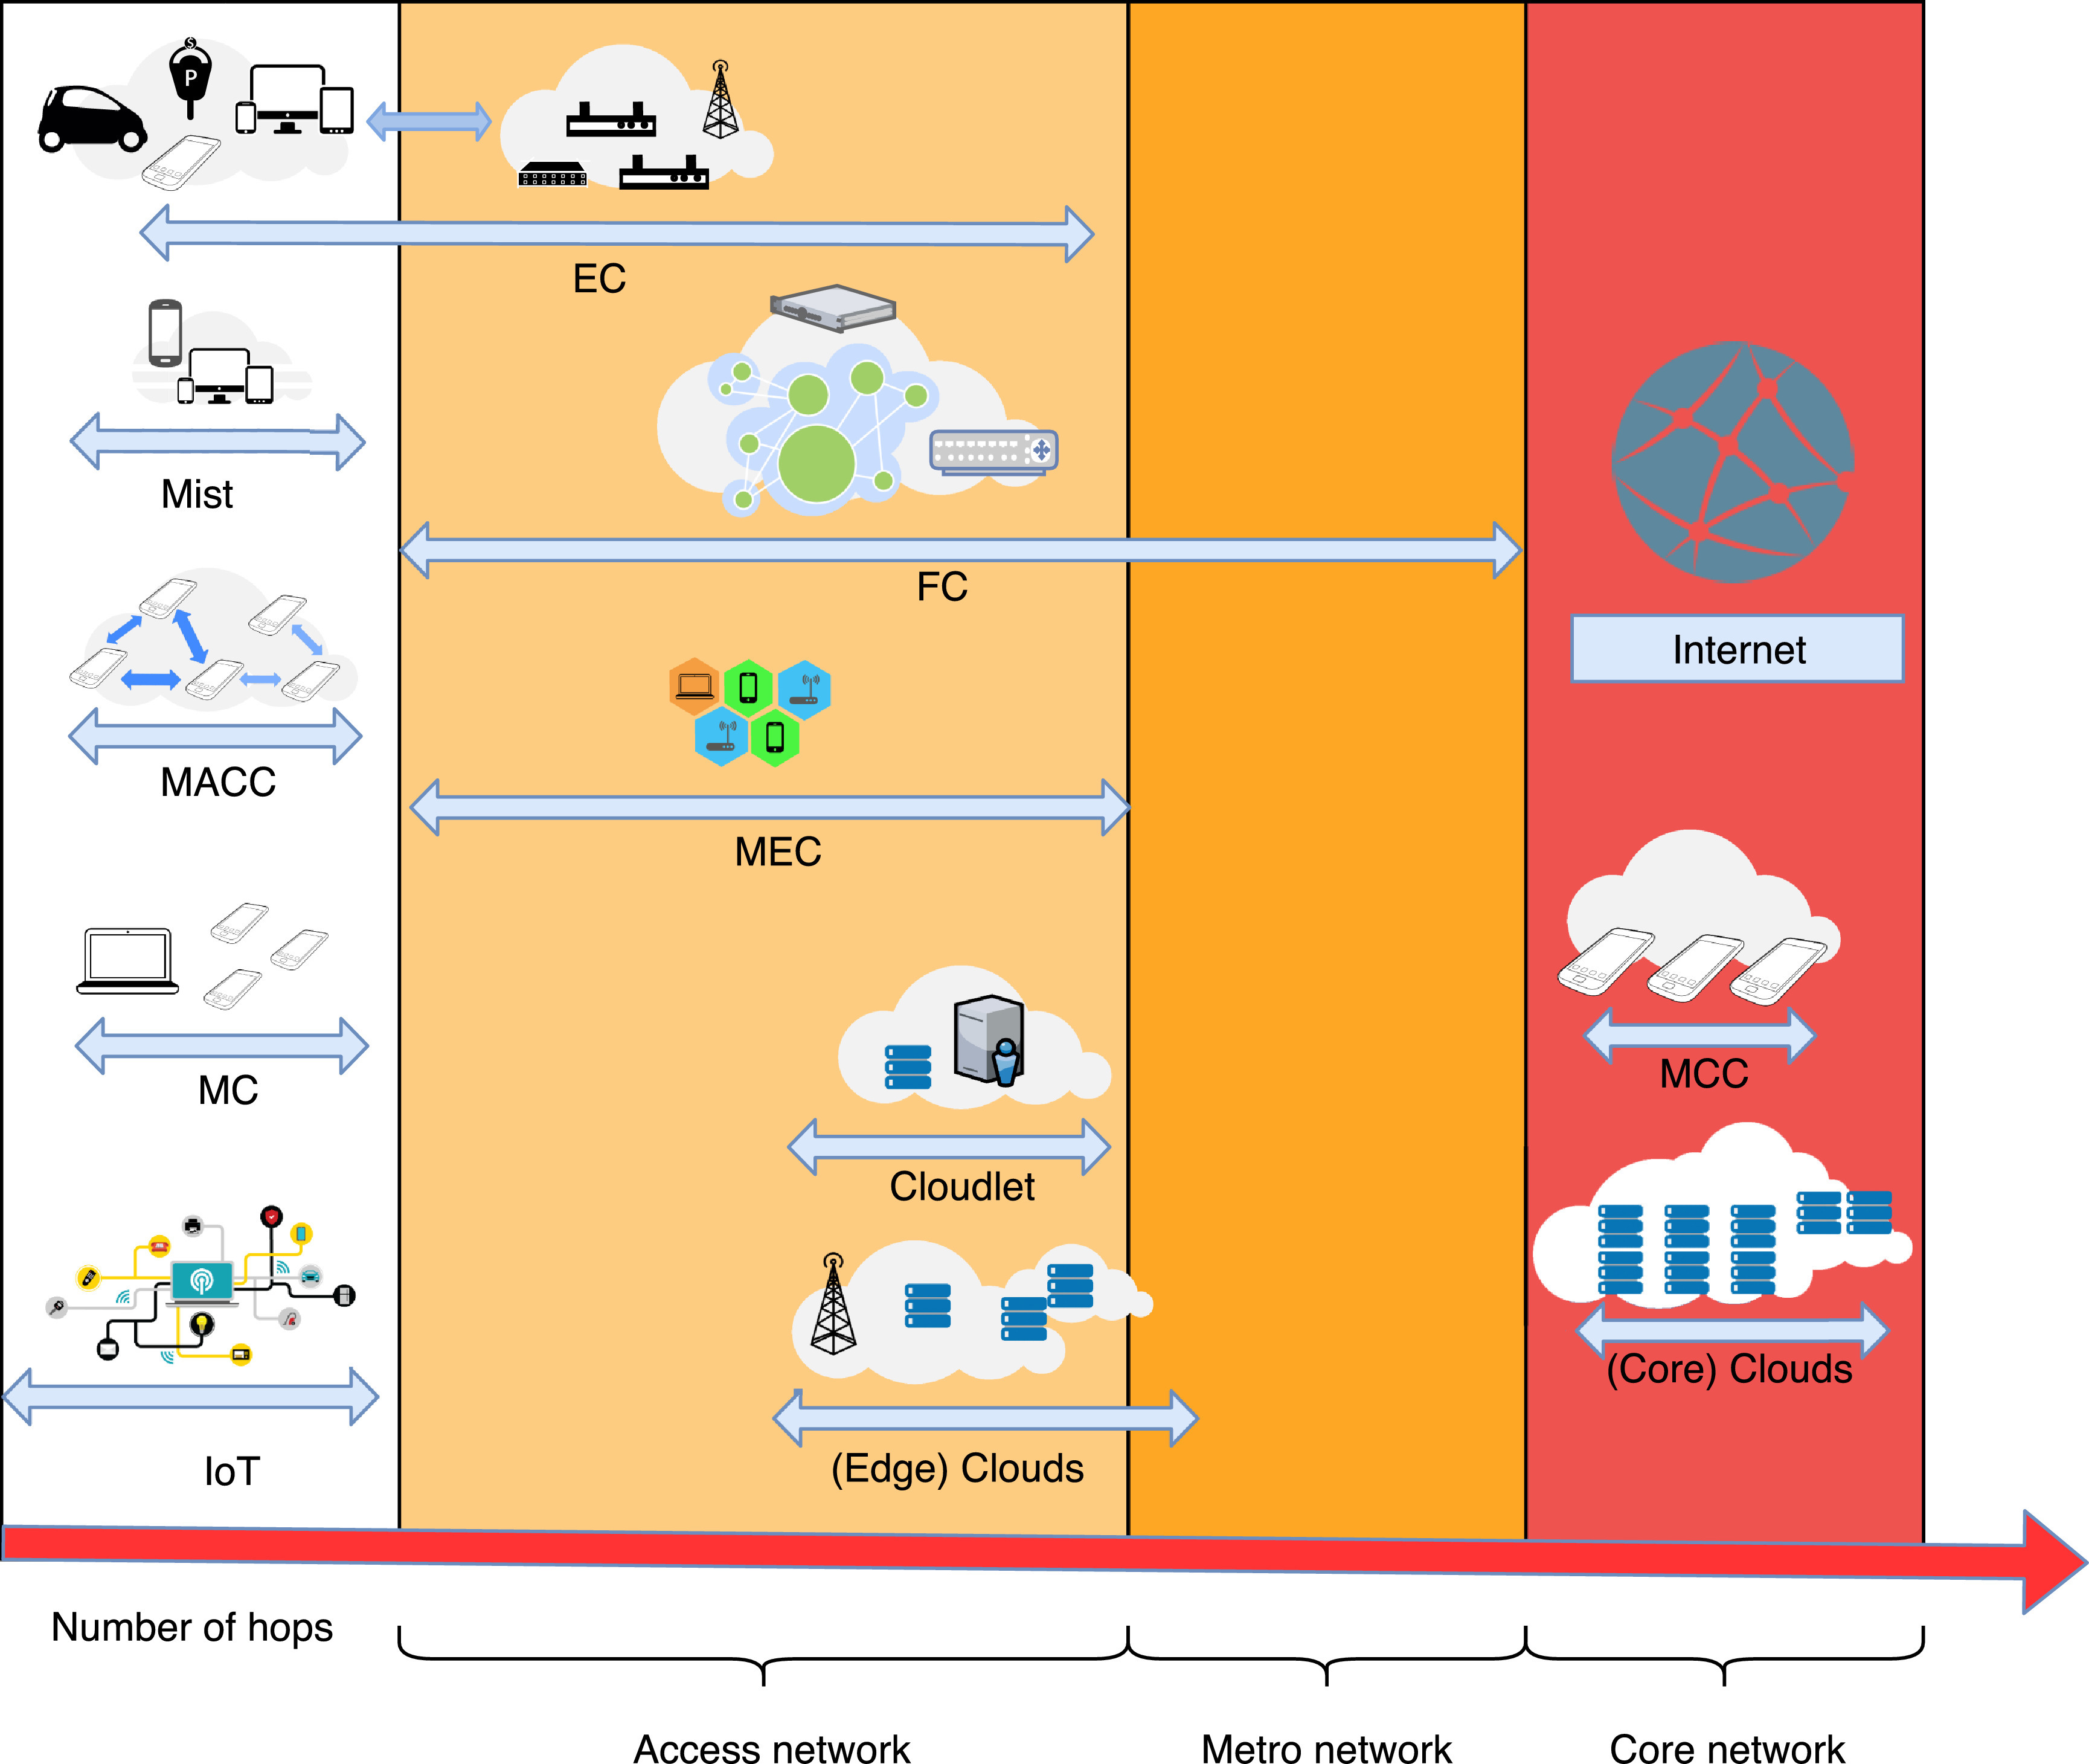 $
P
EC
Mist
FC
Internet
MACC
MEC
MC
MCC
Cloudlet
(Core) Clouds
(Edge) Clouds
IoT
Number of hops
Access network
Metro network
Core network